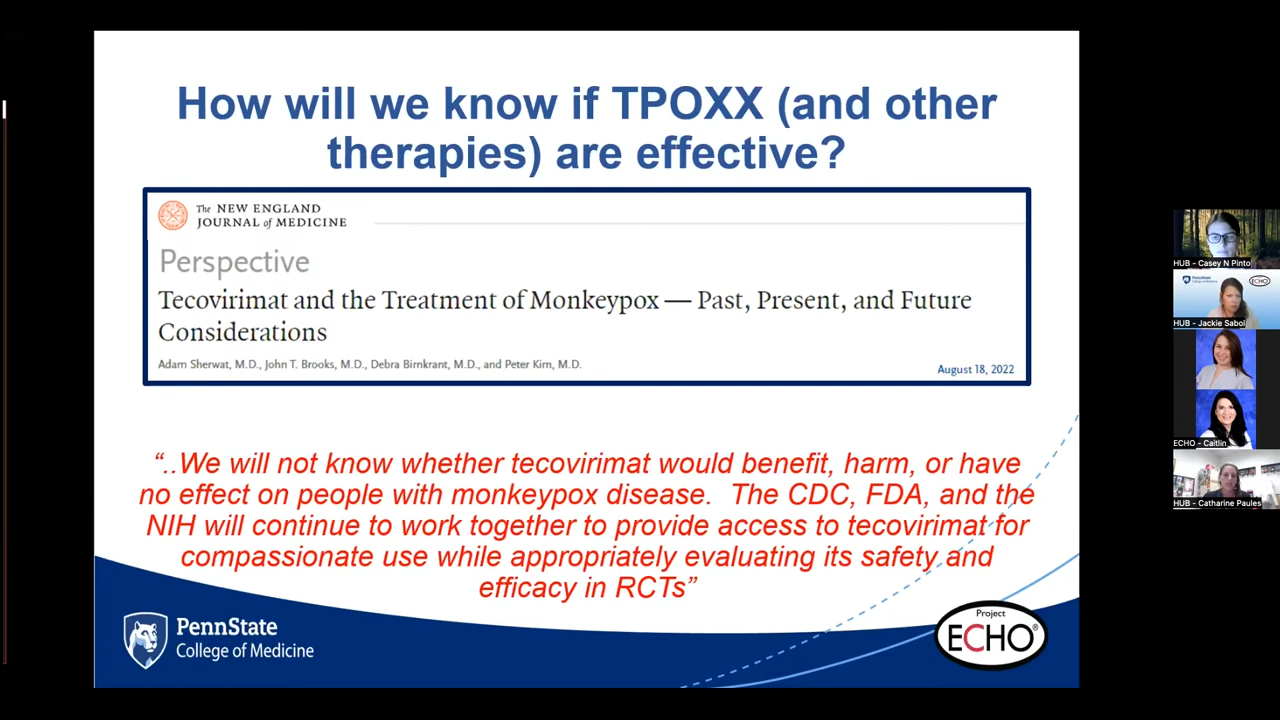 How will we know if TPOXX (and other
therapies) are effective?
The NEW ENGLAND
JOURNAL of MEDICINE
Perspective
Tecovirimat and the Treatment of Monkeypox — Past, Present, and Future
Considerations
Adam Sherwat, M.D., John T. Brooks, M.D., Debra Birnkrant, M.D., and Peter Kim, M.D.
August 18, 2022
“..We will not know whether tecovirimat would benefit, harm, or have
no effect on people with monkeypox disease.  The CDC, FDA, and the
NIH will continue to work together to provide access to tecovirimat for
compassionate use while appropriately evaluating its safety and
efficacy in RCTs”
PennState
College of Medicine
Project
ECHO®
HUB - Casey N Pinto
PennState
College of Medicine
ECHO
HUB - Jackie Sabol
ECHO - Caitlin
HUB - Catharine Paules